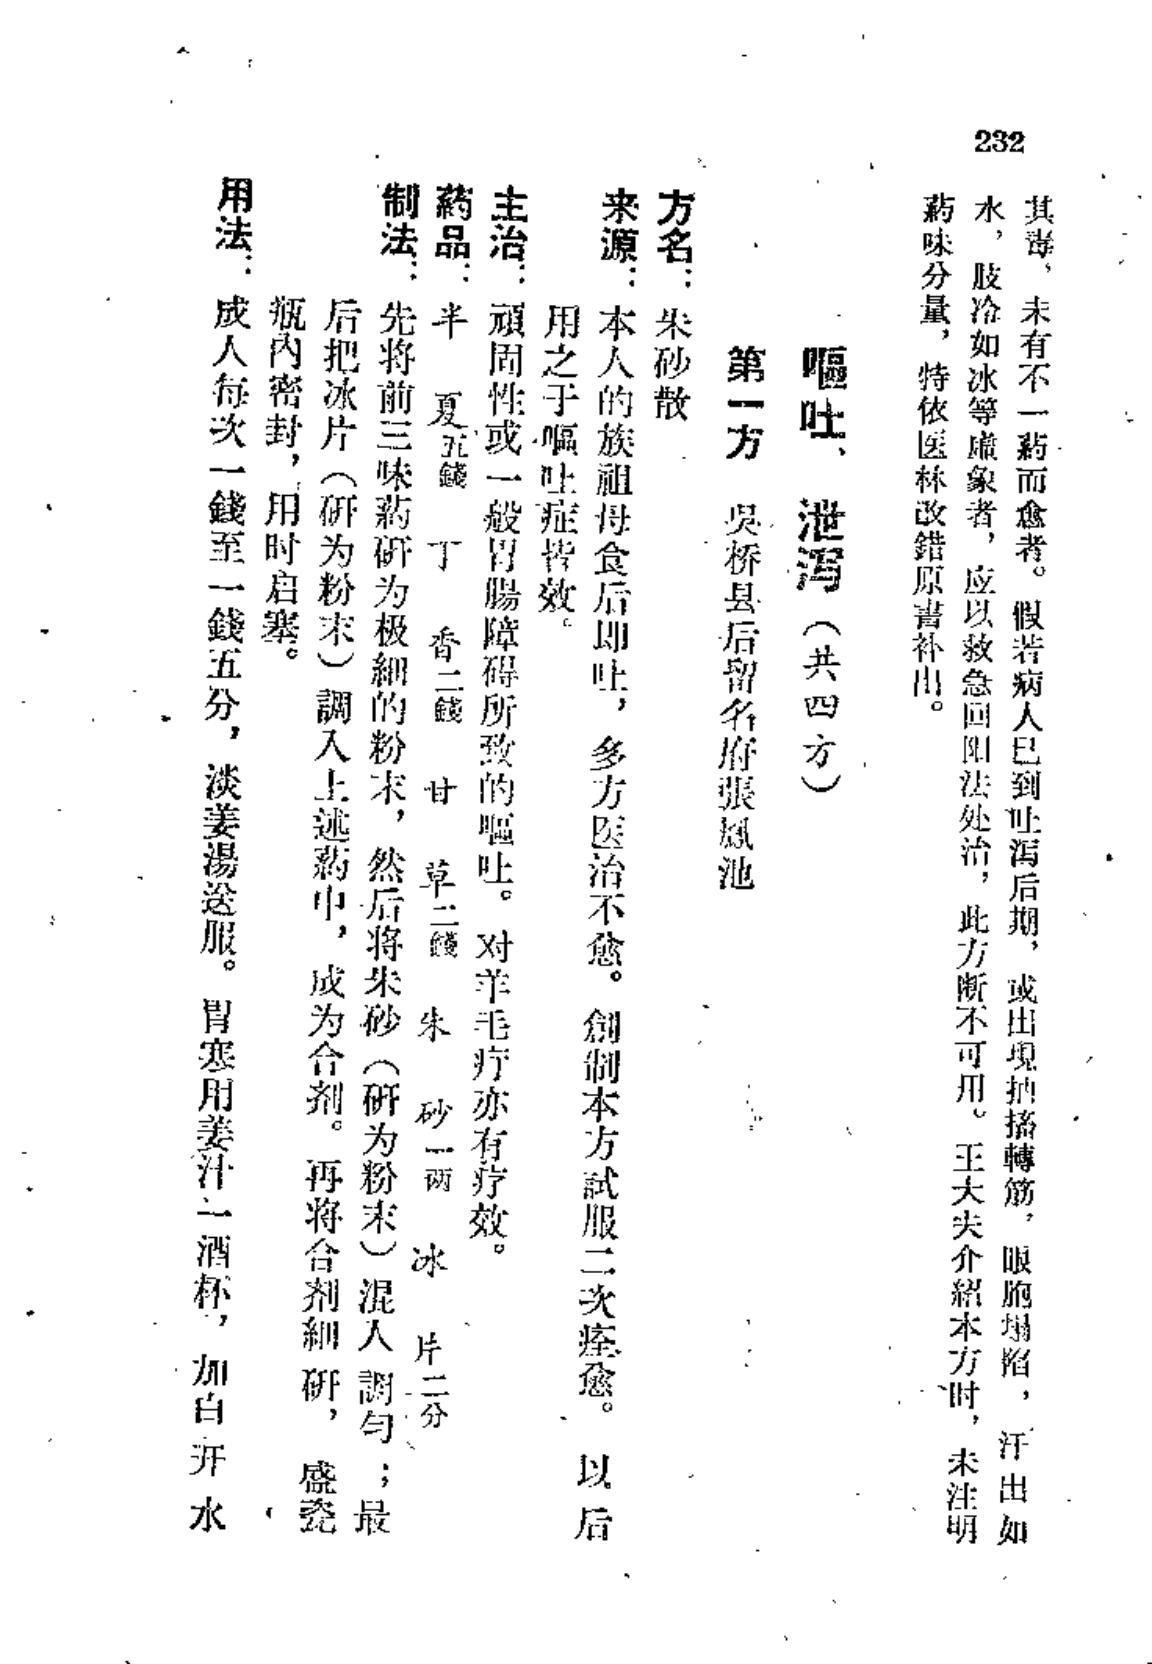 232
其毒，未有不一葯而愈者。假若病人已到吐泻后期，或出現抽搐轉筋，眼胞塌陷，汗出如
水，肢冷如冰等虛象者，应以救急回阳法处治，此方断不可用。王大夫介紹本方时，未注明
葯味分量，特依医林改錯原書补出。
嘔吐、泄泻（共四方）
第一方　吳桥县后留名府張凤池
方名：朱砂散
来源：本人的族祖母食后即吐，多方医治不愈。創制本方試服二次痊愈。以后
用之于嘔吐症皆效。
主治：頑固性或一般胃腸障碍所致的嘔吐。对羊毛疔亦有疗效。
葯品：半夏五錢　丁香二錢　甘草二錢　朱砂一两　冰片二分
制法：先将前三味葯研为极細的粉末，然后将朱砂（研为粉末）混入調匀；最
后把冰片（研为粉末）調入上述葯中，成为合剂。再将合剂細研，盛瓷
瓶內密封，用时启塞。
用法：成人每次一錢至一錢五分，淡姜湯送服。胃寒用姜汁一酒杯，加白开水